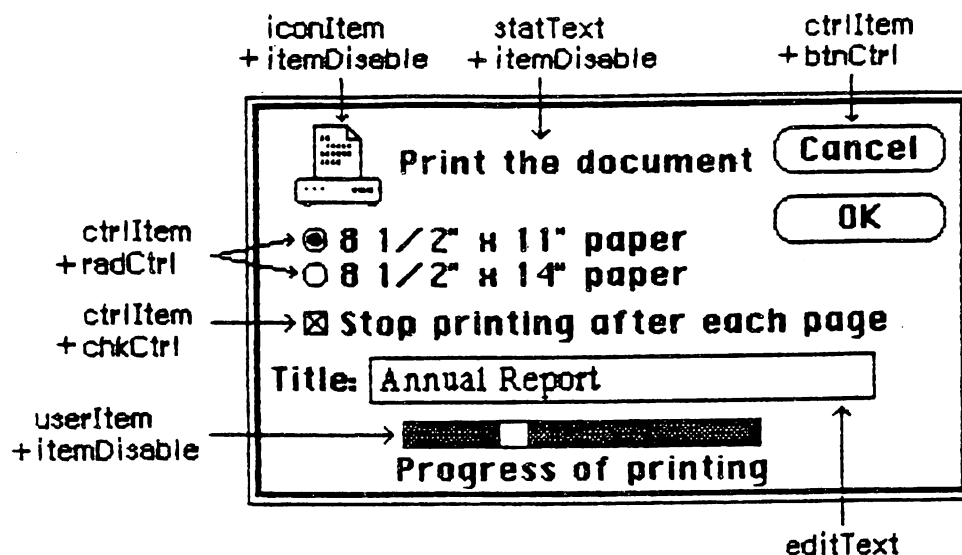 iconItem
+ itemDisable
statText
+ itemDisable
ctrlItem
+ btnCtrl
Print the document
Cancel
OK
ctrlItem
+ radCtrl
8 1/2" x 11" paper
8 1/2" x 14" paper
ctrlItem
+ chkCtrl
Stop printing after each page
Title: Annual Report
userItem
+ itemDisable
Progress of printing
editText